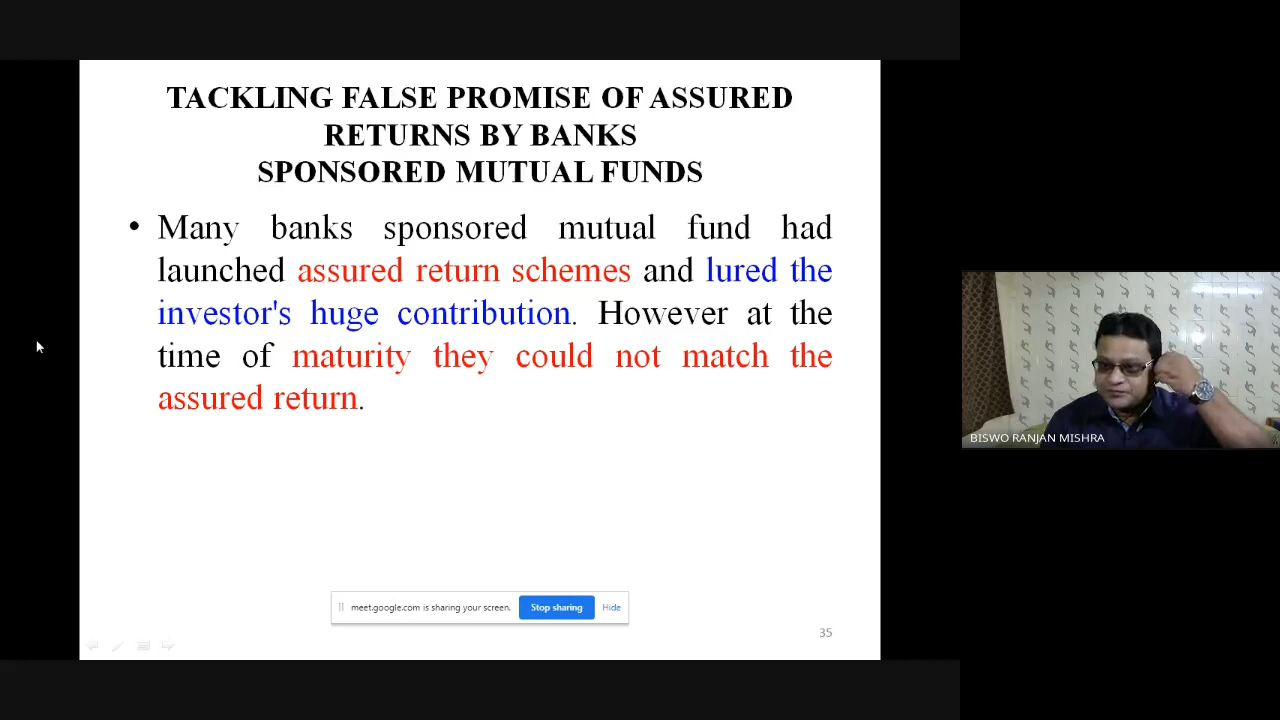 TACKLING FALSE PROMISE OF ASSURED
RETURNS BY BANKS
SPONSORED MUTUAL FUNDS
• Many banks sponsored mutual fund had
launched assured return schemes and lured the
investor's huge contribution. However at the
time of maturity they could not match the
assured return.
BISWO RANJAN MISHRA
meet.google.com is sharing your screen. Stop sharing Hide
35